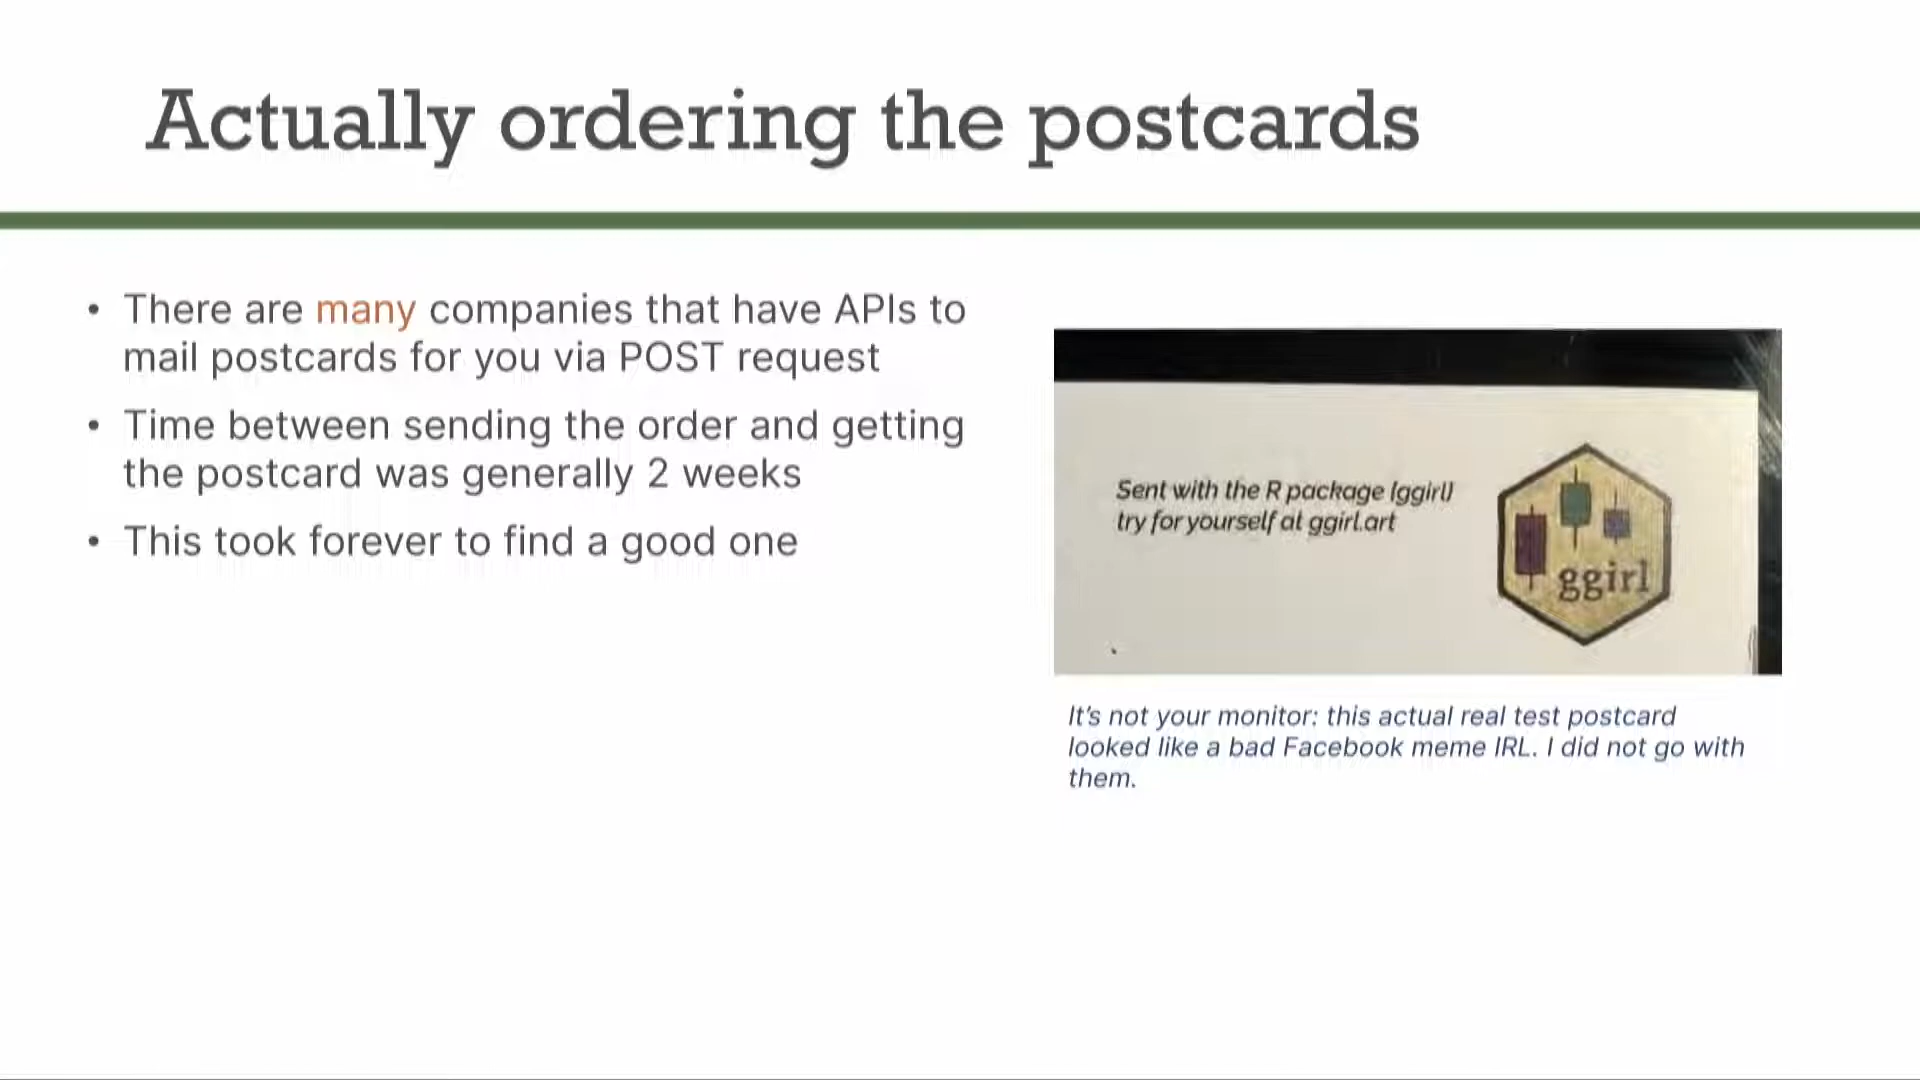 Actually ordering the postcards
• There are many companies that have APIs to
mail postcards for you via POST request
• Time between sending the order and getting
the postcard was generally 2 weeks
• This took forever to find a good one
Sent with the R package {ggirl}
try for yourself at ggirl.art
ggirl
It's not your monitor: this actual real test postcard
looked like a bad Facebook meme IRL. I did not go with
them.